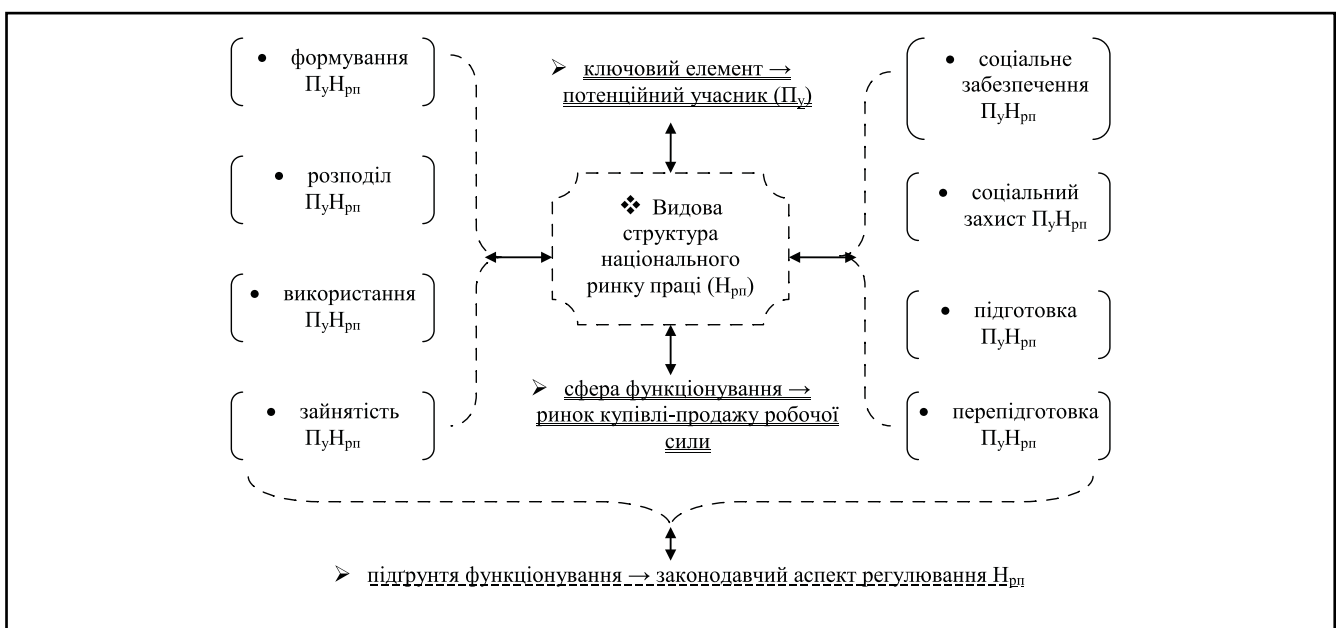 • формування
ПуНрп
• розподіл
ПуНрп
• використання
ПуНрп
• зайнятість
ПуНрп
➢ ключовий елемент →
потенційний учасник (Пу)
❖ Видова
структура
національного
ринку праці (Нрп)
➢ сфера функціонування →
ринок купівлі-продажу робочої
сили
• соціальне
забезпечення
ПуНрп
• соціальний
захист ПуНрп
• підготовка
ПуНрп
• перепідготовка
ПуНрп
➢ підґрунтя функціонування → законодавчий аспект регулювання Нрп